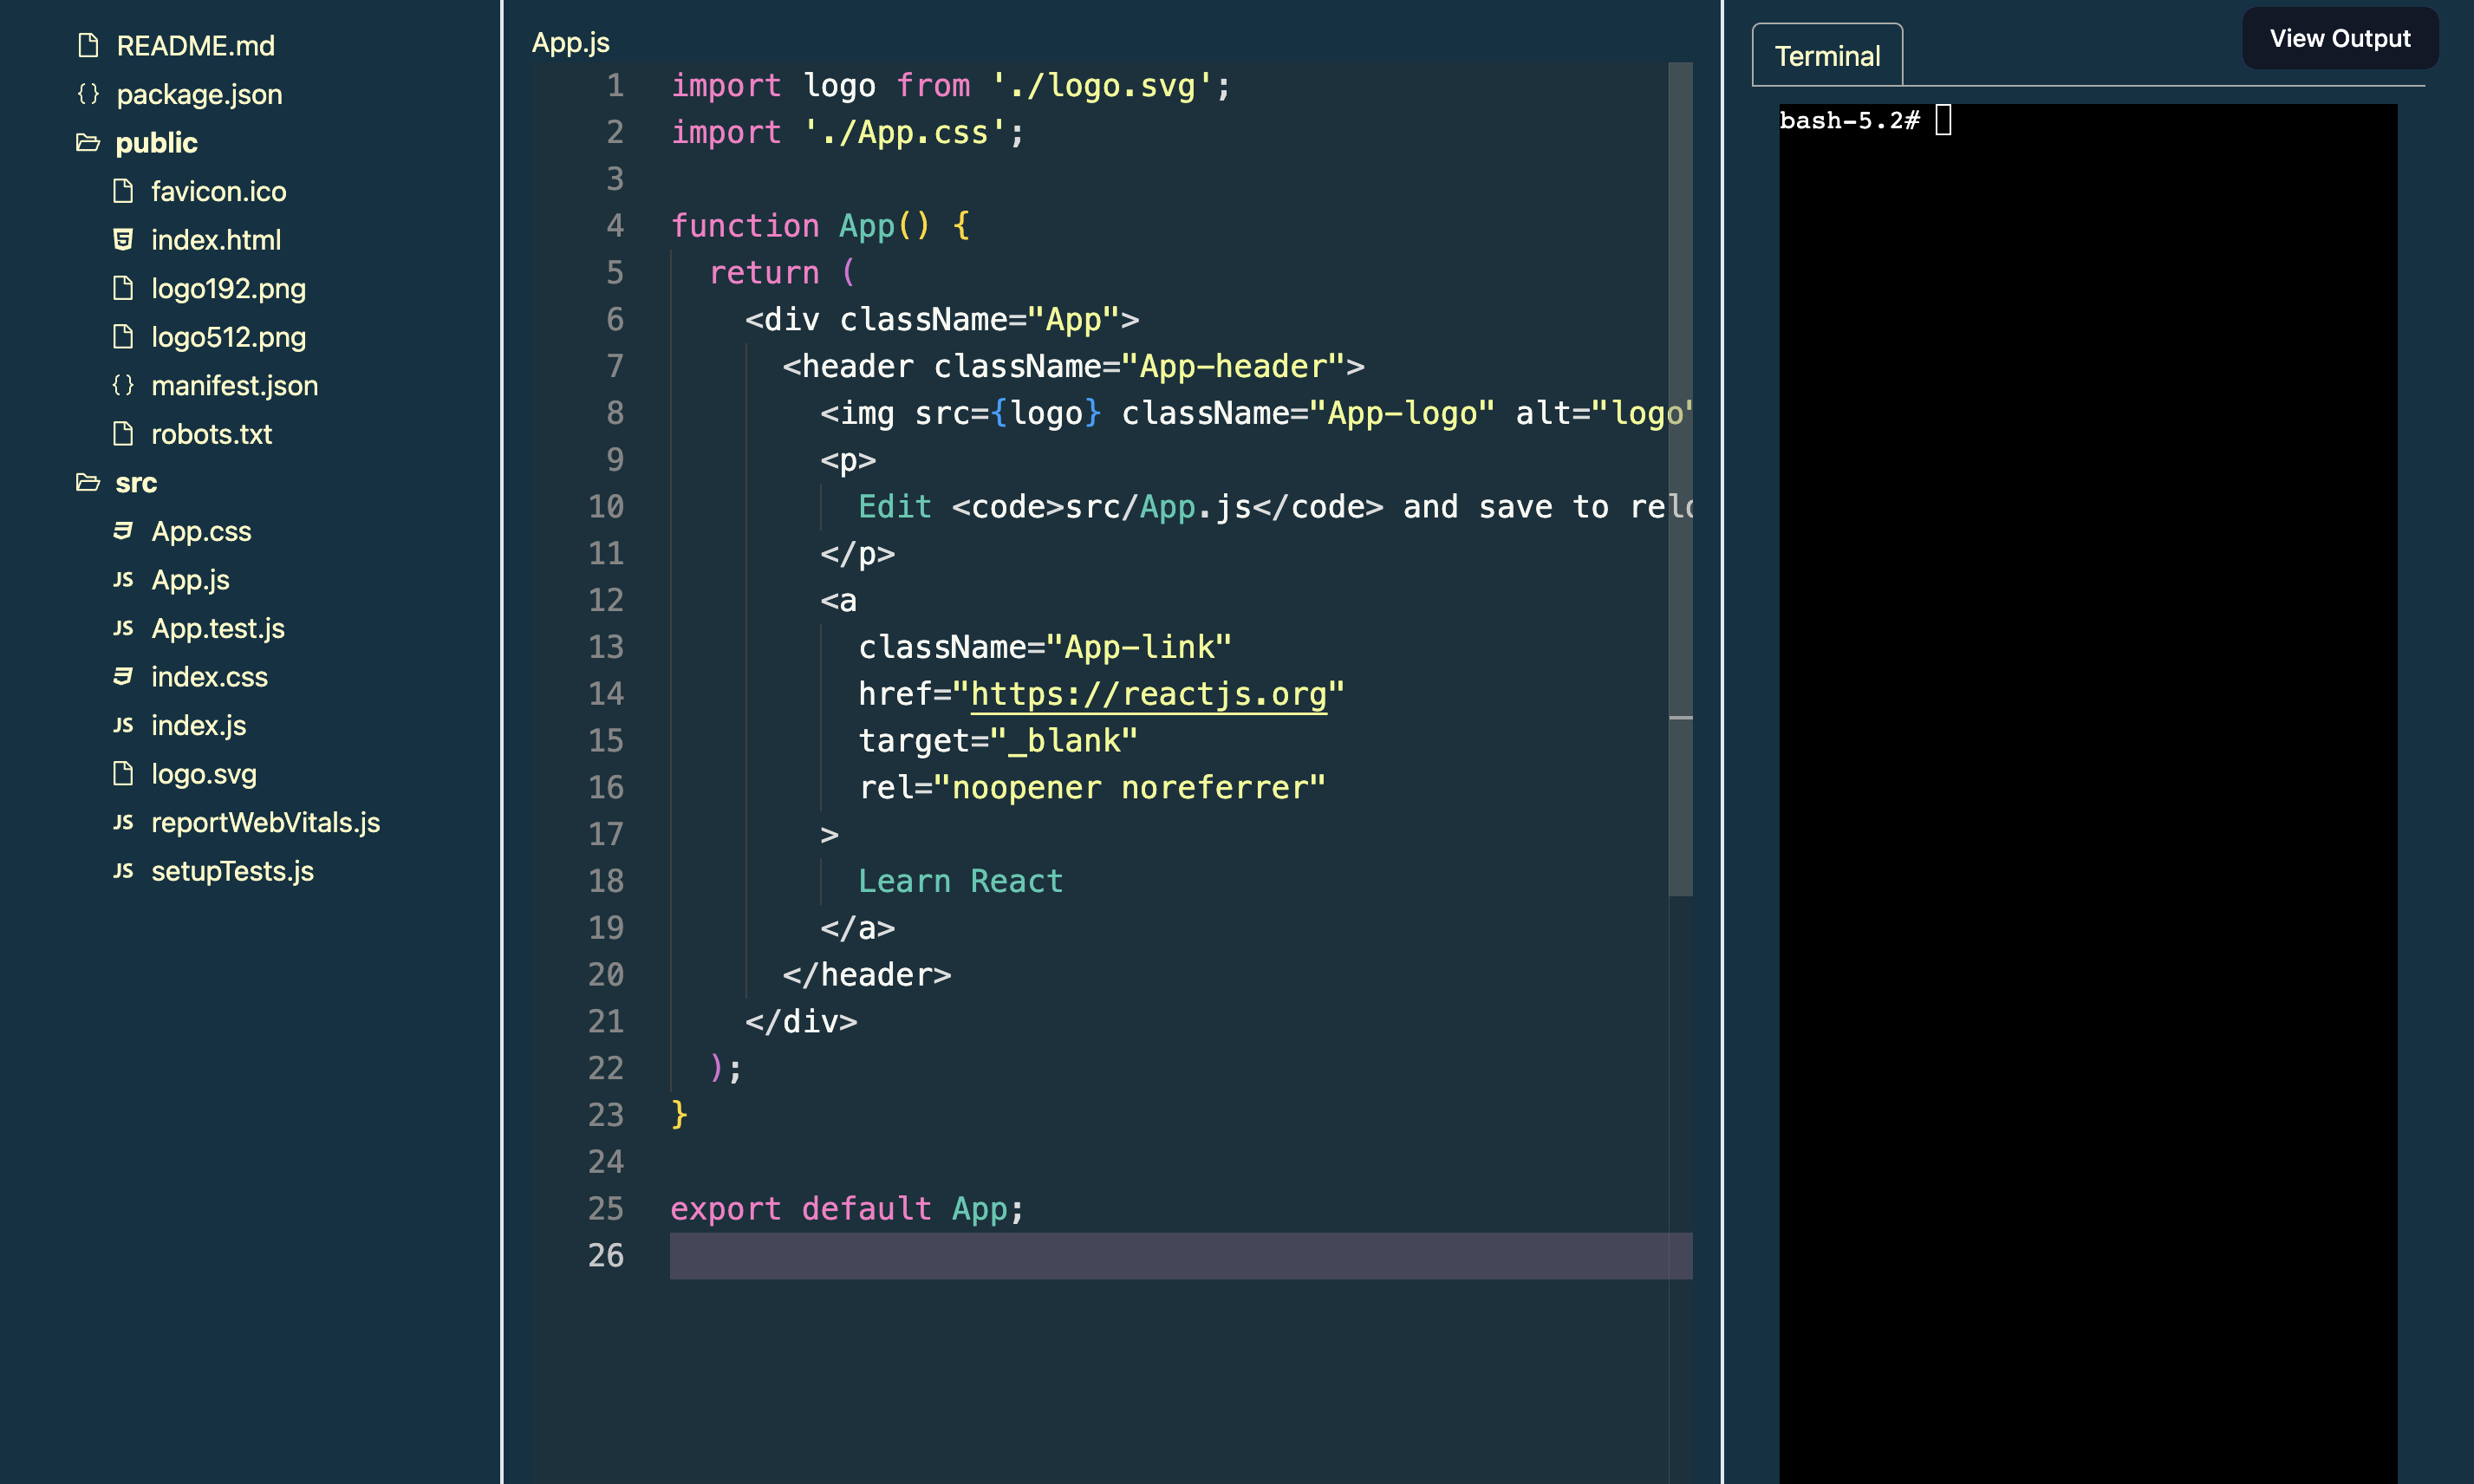 README.md
package.json
public
favicon.ico
index.html
logo192.png
logo512.png
manifest.json
robots.txt
src
App.css
JS App.js
JS App.test.js
index.css
JS index.js
logo.svg
JS reportWebVitals.js
JS setupTests.js
App.js
1 import logo from './logo.svg';
2 import './App.css';
3
4 function App() {
5   return (
6     <div className="App">
7       <header className="App-header">
8         <img src={logo} className="App-logo" alt="logo"
9         <p>
10           Edit <code>src/App.js</code> and save to
11         </p>
12         <a
13           className="App-link"
14           href="https://reactjs.org"
15           target="_blank"
16           rel="noopener noreferrer"
17         >
18           Learn React
19         </a>
20       </header>
21     </div>
22   );
23 }
24
25 export default App;
26
Terminal
View Output
bash-5.2#